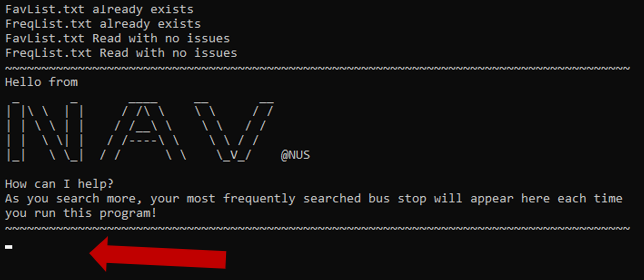 FavList.txt already exists
FreqList.txt already exists
FavList.txt Read with no issues
FreqList.txt Read with no issues
~~~~~~~~~~~~~~~~~~~~~~~~~~~~~~~~~~~~~~~~~~~~~~~~~~~~~~~~~~~~~~~~~~~~~~~~~~~~~~~~~~~~~~~~~
Hello from
NAV @NUS
How can I help?
As you search more, your most frequently searched bus stop will appear here each time
you run this program!
~~~~~~~~~~~~~~~~~~~~~~~~~~~~~~~~~~~~~~~~~~~~~~~~~~~~~~~~~~~~~~~~~~~~~~~~~~~~~~~~~~~~~~~~~